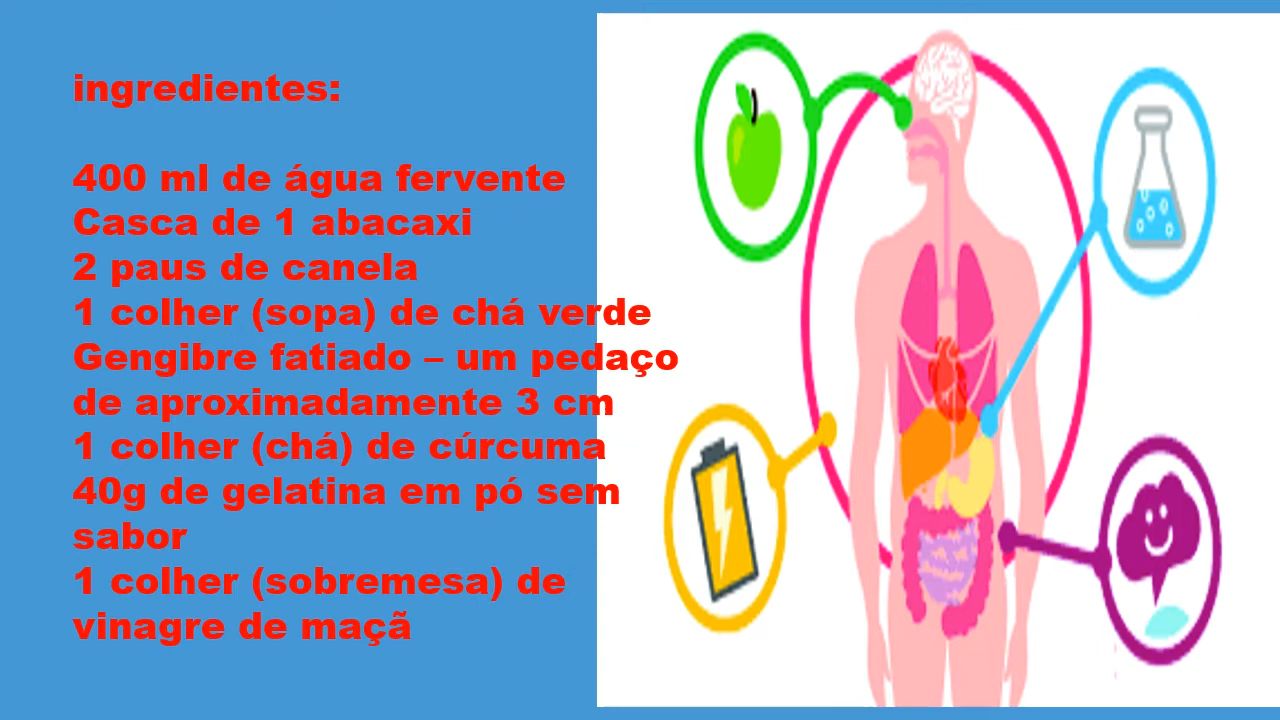 ingredientes:
400 ml de água fervente
Casca de 1 abacaxi
2 paus de canela
1 colher (sopa) de chá verde
Gengibre fatiado – um pedaço
de aproximadamente 3 cm
1 colher (chá) de cúrcuma
40g de gelatina em pó sem
sabor
1 colher (sobremesa) de
vinagre de maçã